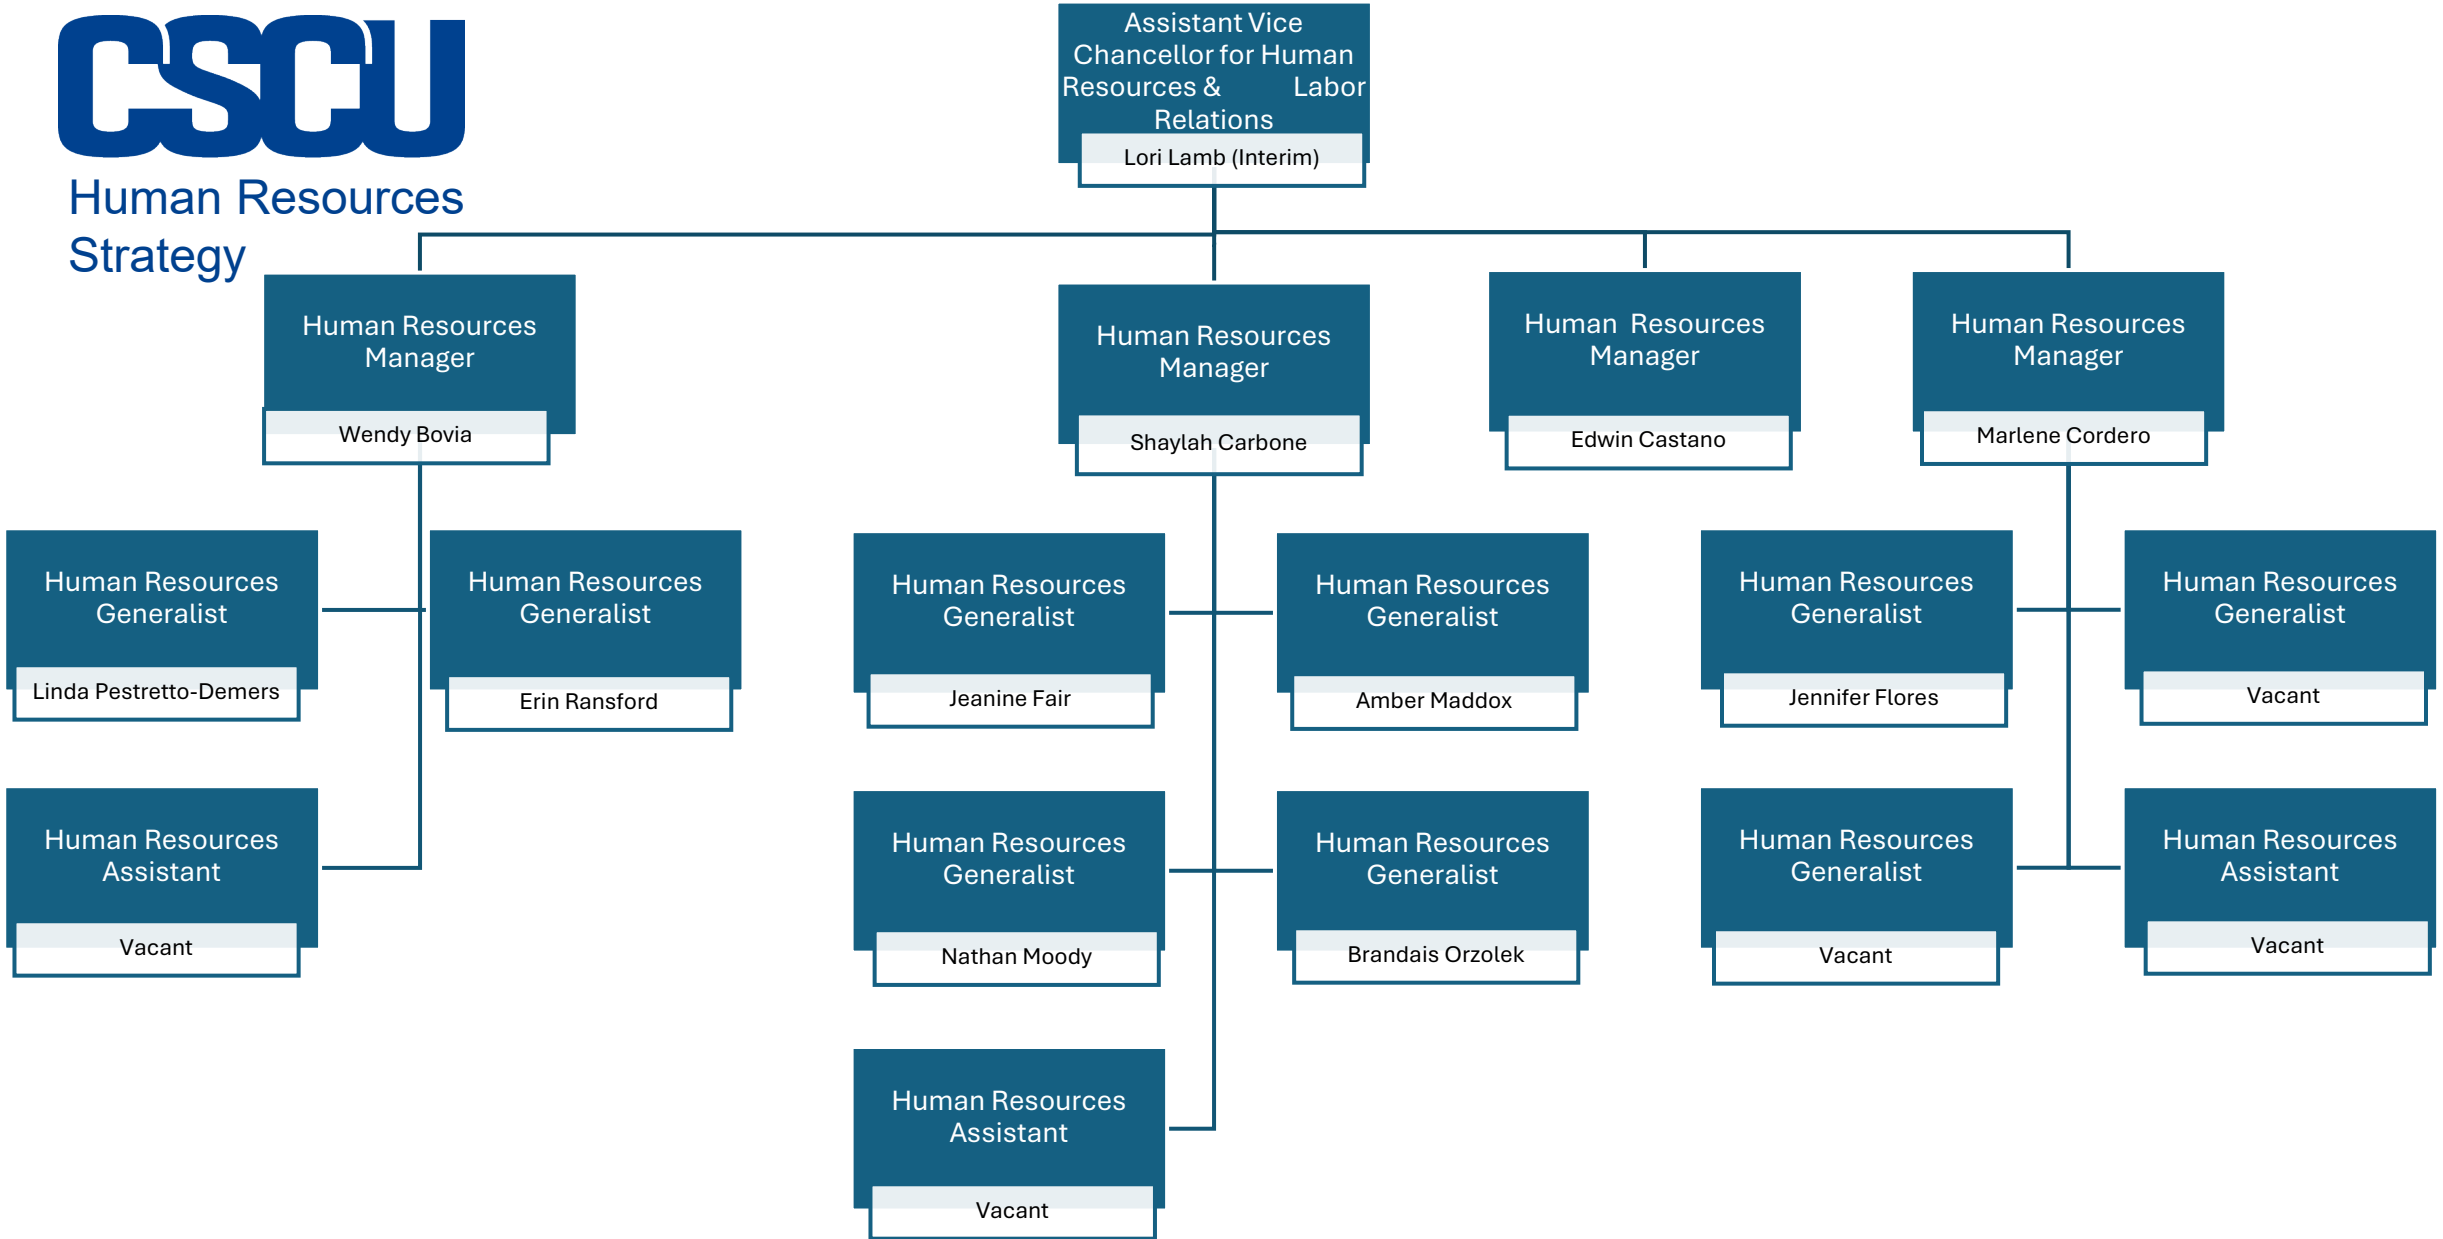 CSCU
Human Resources
Strategy
Assistant Vice
Chancellor for Human
Resources & Labor
Relations
Lori Lamb (Interim)
Human Resources
Manager
Wendy Bovia
Human Resources
Manager
Shaylah Carbone
Human Resources
Manager
Edwin Castano
Human Resources
Manager
Marlene Cordero
Human Resources
Generalist
Linda Pestretto-Demers
Human Resources
Generalist
Erin Ransford
Human Resources
Generalist
Jeanine Fair
Human Resources
Generalist
Amber Maddox
Human Resources
Generalist
Jennifer Flores
Human Resources
Generalist
Vacant
Human Resources
Assistant
Vacant
Human Resources
Generalist
Nathan Moody
Human Resources
Generalist
Brandais Orzolek
Human Resources
Generalist
Vacant
Human Resources
Assistant
Vacant
Human Resources
Assistant
Vacant